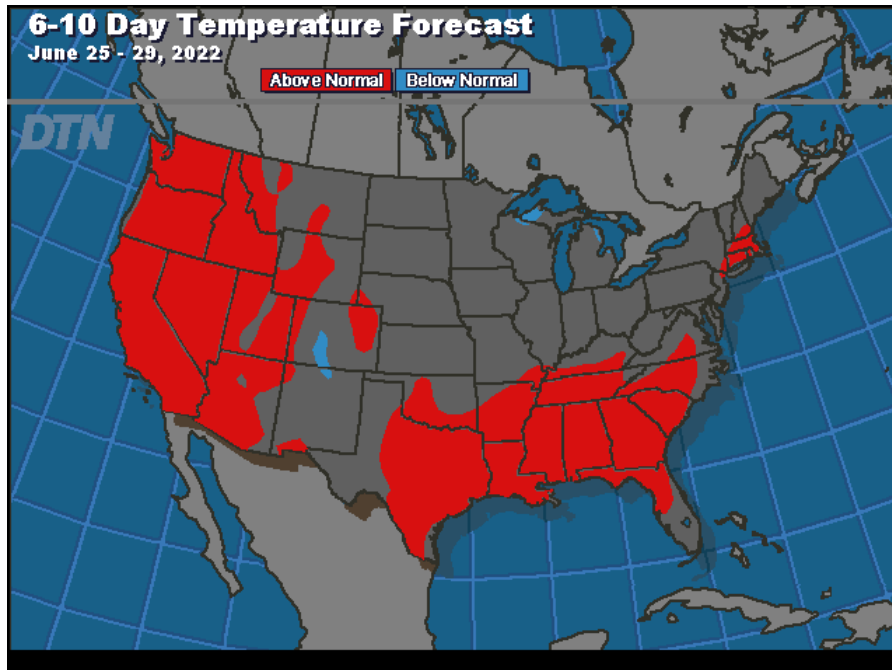 6-10 Day Temperature Forecast
June 25 - 29, 2022
Above Normal Below Normal
DTN